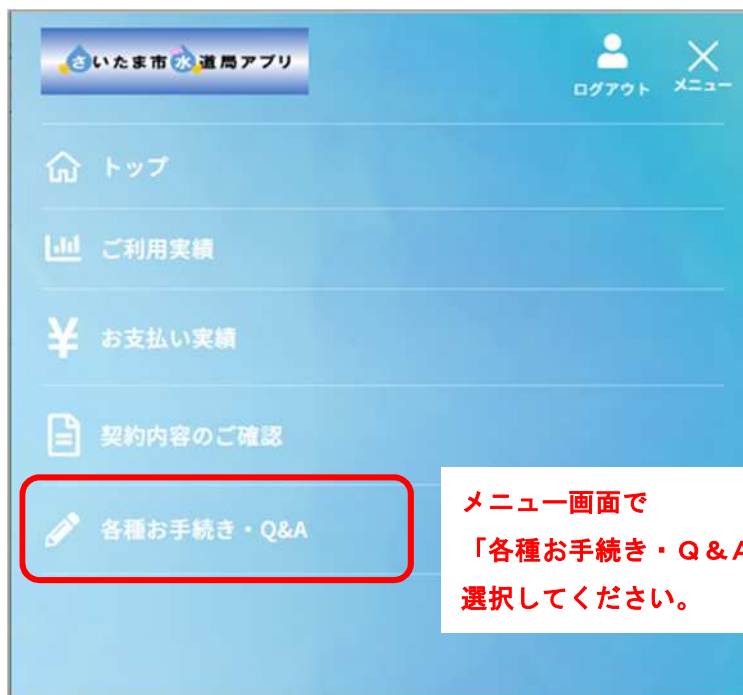 さいたま市水道局アプリ
ログアウト
メニュー
トップ
ご利用実績
お支払い実績
契約内容のご確認
各種お手続き・Q&A
メニュー画面で
「各種お手続き・Q&A
選択してください。